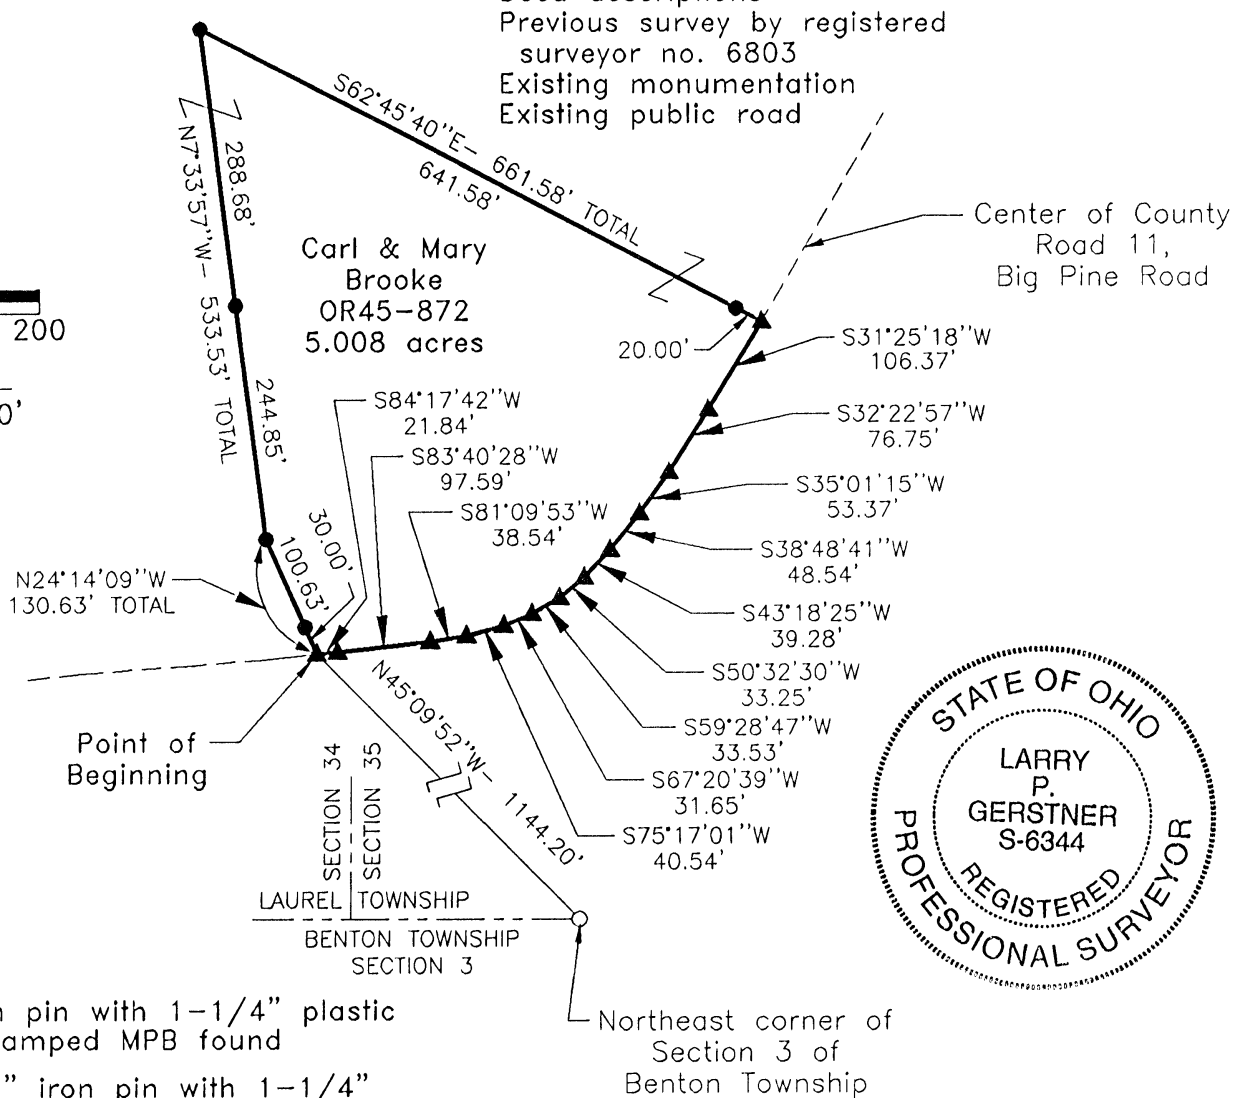 Previous survey by registered
surveyor no. 6803
Existing monumentation
Existing public road
S62°45'40"E- 661.58' TOTAL
641.58'
N7°33'57"W- 533.53' TOTAL
288.68'
244.85'
Carl & Mary
Brooke
OR45-872
5.008 acres
Center of County
Road 11,
Big Pine Road
200
0'
20.00'
S31°25'18"W
106.37'
S32°22'57"W
76.75'
S35°01'15"W
53.37'
S38°48'41"W
48.54'
S43°18'25"W
39.28'
S50°32'30"W
33.25'
S59°28'47"W
33.53'
S67°20'39"W
31.65'
S75°17'01"W
40.54'
S84°17'42"W
21.84'
S83°40'28"W
97.59'
S81°09'53"W
38.54'
30.00'
100.63'
N24°14'09"W
130.63' TOTAL
N45°09'52"W- 1144.20'
Point of
Beginning
SECTION 34
SECTION 35
LAUREL TOWNSHIP
BENTON TOWNSHIP
SECTION 3
STATE OF OHIO
LARRY
P.
GERSTNER
S-6344
REGISTERED
PROFESSIONAL SURVEYOR
pin with 1-1/4" plastic
amped MPB found
" iron pin with 1-1/4"
Northeast corner of
Section 3 of
Benton Township